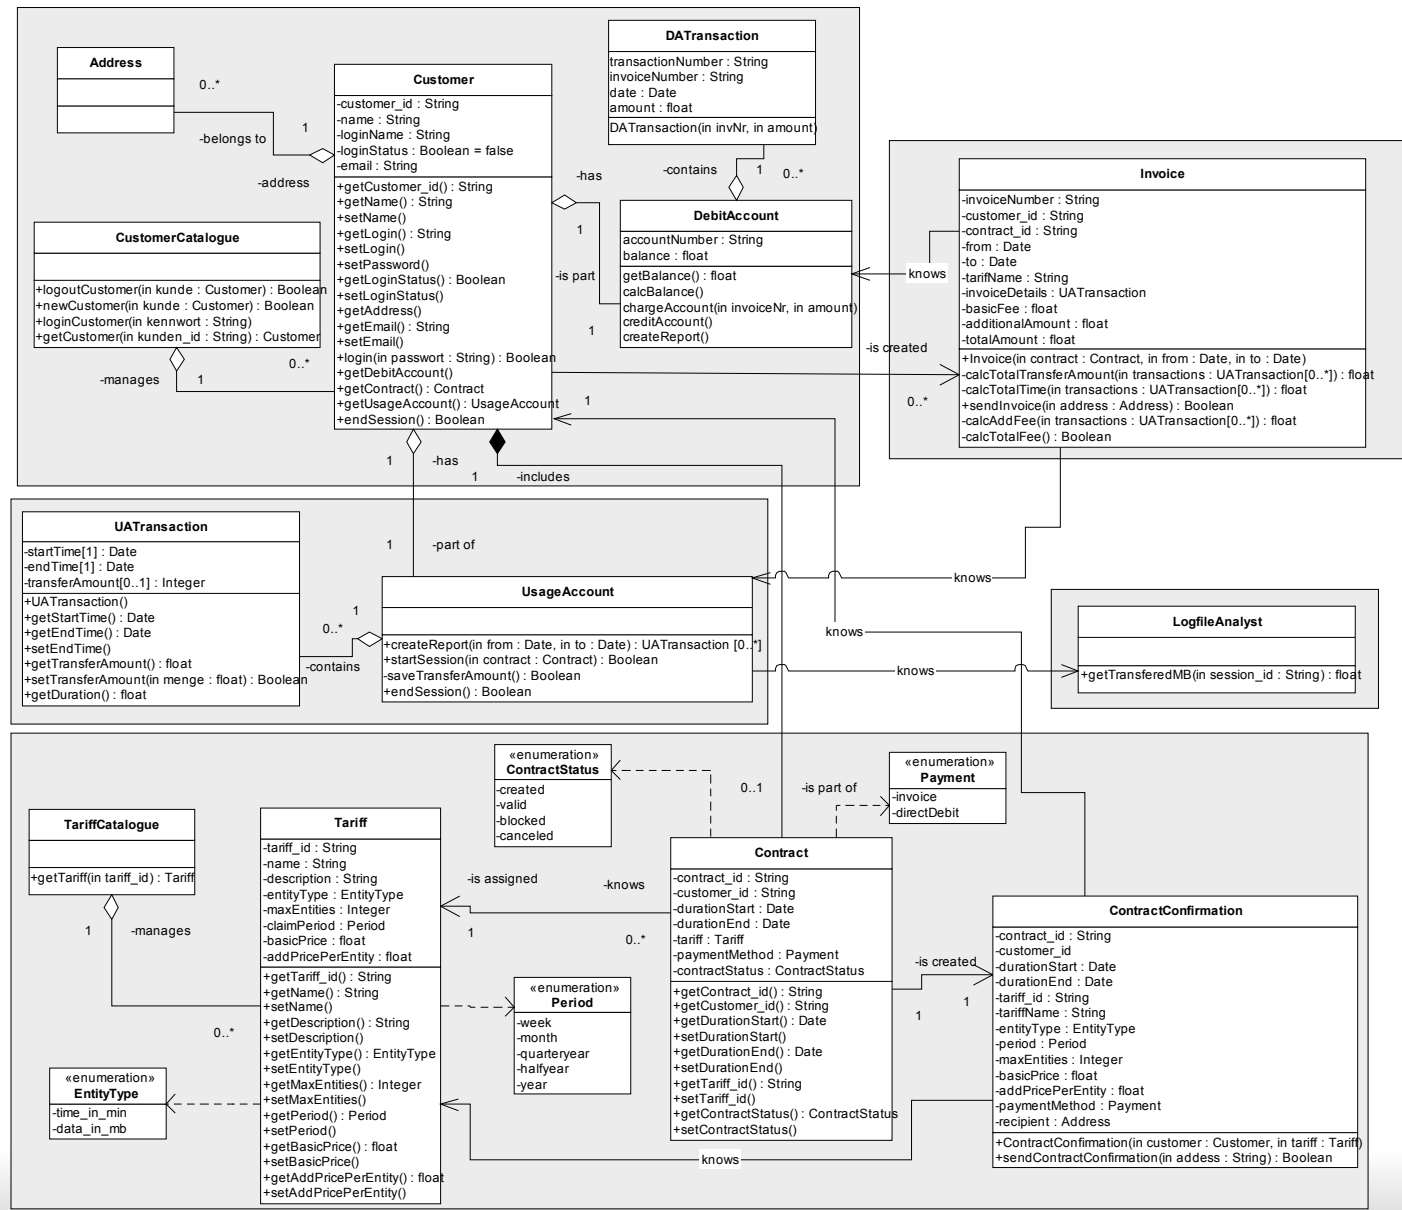 Address
0..*
-belongs to
1
-address
Customer
-customer_id : String
-name : String
-loginName : String
-loginStatus : Boolean = false
-email : String
+getCustomer_id() : String
+getName() : String
+setName()
+getLogin() : String
+setLogin()
+setPassword()
+getLoginStatus() : Boolean
+setLoginStatus()
+getAddress()
+getEmail() : String
+setEmail()
+login(in passwort : String) : Boolean
+getDebitAccount()
+getContract() : Contract
+getUsageAccount() : UsageAccount
+endSession() : Boolean
DATransaction
transactionNumber : String
invoiceNumber : String
date : Date
amount : float
DATransaction(in invNr, in amount)
-contains
1
0..*
-has
1
-is part
1
DebitAccount
accountNumber : String
balance : float
getBalance() : float
calcBalance()
chargeAccount(in invoiceNr, in amount)
creditAccount()
createReport()
CustomerCatalogue
+logoutCustomer(in kunde : Customer) : Boolean
+newCustomer(in kunde : Customer) : Boolean
+loginCustomer(in kennwort : String)
+getCustomer(in kunden_id : String) : Customer
-manages
1
0..*
Invoice
-invoiceNumber : String
-customer_id : String
-contract_id : String
-from : Date
-to : Date
-tarifName : String
-invoiceDetails : UATransaction
-basicFee : float
-additionalAmount : float
-totalAmount : float
+Invoice(in contract : Contract, in from : Date, in to : Date)
-calcTotalTransferAmount(in transactions : UATransaction[0..*]) : float
-calcTotalTime(in transactions : UATransaction[0..*]) : float
+sendInvoice(in address : Address) : Boolean
-calcAddFee(in transactions : UATransaction[0..*]) : float
-calcTotalFee() : Boolean
knows
-is created
0..*
1
1
-has
1
-includes
1
-part of
UATransaction
-startTime[1] : Date
-endTime[1] : Date
-transferAmount[0..1] : Integer
+UATransaction()
+getStartTime() : Date
+getEndTime() : Date
+setEndTime()
+getTransferAmount() : float
+setTransferAmount(in menge : float) : Boolean
+getDuration() : float
1
0..*
-contains
UsageAccount
+createReport(in from : Date, in to : Date) : UATransaction [0..*]
+startSession(in contract : Contract) : Boolean
-saveTransferAmount() : Boolean
+endSession() : Boolean
knows
knows
knows
LogfileAnalyst
+getTransferedMB(in session_id : String) : float
TariffCatalogue
+getTariff(in tariff_id) : Tariff
1
-manages
0..*
Tariff
-tariff_id : String
-name : String
-description : String
-entityType : EntityType
-maxEntities : Integer
-claimPeriod : Period
-basicPrice : float
-addPricePerEntity : float
+getTariff_id() : String
+getName() : String
+setName()
+getDescription() : String
+setDescription()
+getEntityType() : EntityType
+setEntityType()
+getMaxEntities() : Integer
+setMaxEntities()
+getPeriod() : Period
+setPeriod()
+getBasicPrice() : float
+setBasicPrice()
+getAddPricePerEntity() : float
+setAddPricePerEntity()
«enumeration»
EntityType
-time_in_min
-data_in_mb
«enumeration»
ContractStatus
-created
-valid
-blocked
-canceled
«enumeration»
Period
-week
-month
-quarteryear
-halfyear
-year
«enumeration»
Payment
-invoice
-directDebit
0..1
-is part of
-is assigned
-knows
1
0..*
Contract
-contract_id : String
-customer_id : String
-durationStart : Date
-durationEnd : Date
-tariff : Tariff
-paymentMethod : Payment
-contractStatus : ContractStatus
+getContract_id() : String
+getCustomer_id() : String
+getDurationStart() : Date
+setDurationStart()
+getDurationEnd() : Date
+setDurationEnd()
+getTariff_id() : String
+setTariff_id()
+getContractStatus() : ContractStatus
+setContractStatus()
-is created
1
1
knows
ContractConfirmation
-contract_id : String
-customer_id
-durationStart : Date
-durationEnd : Date
-tariff_id : String
-tariffName : String
-entityType : EntityType
-period : Period
-maxEntities : Integer
-basicPrice : float
-addPricePerEntity : float
-paymentMethod : Payment
-recipient : Address
+ContractConfirmation(in customer : Customer, in tariff : Tariff)
+sendContractConfirmation(in addess : String) : Boolean